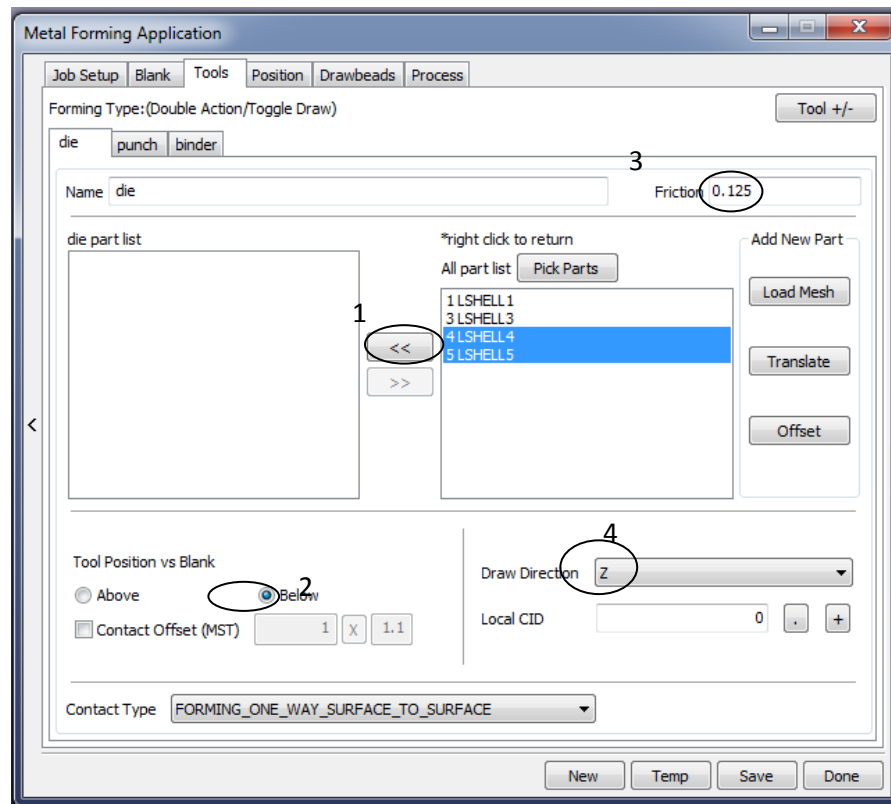 Metal Forming Application
Job Setup Blank Tools Position Drawbeads Process
Forming Type:(Double Action/Toggle Draw) Tool +/-
die punch binder
3
Name die Friction 0.125
die part list *right click to return Add New Part
All part list Pick Parts
1 LSHELL1
3 LSHELL3
4 LSHELL4
5 LSHELL5
Load Mesh
1
<<
>>
Translate
<
Offset
4
Tool Position vs Blank
Draw Direction Z
2
Above Below
Contact Offset (MST) 1 X 1.1
Local CID 0 . +
Contact Type FORMING_ONE_WAY_SURFACE_TO_SURFACE
New Temp Save Done